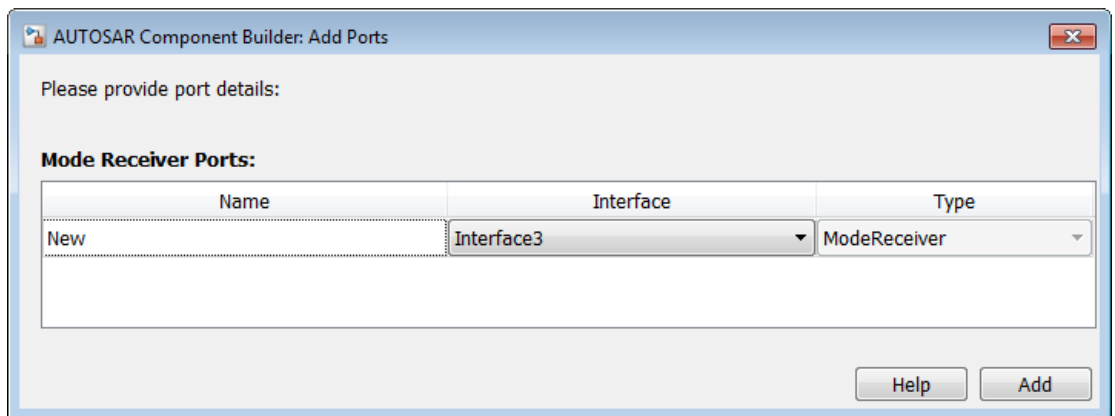 AUTOSAR Component Builder: Add Ports
Please provide port details:
Mode Receiver Ports:
Name Interface Type
New Interface3 ModeReceiver
Help Add